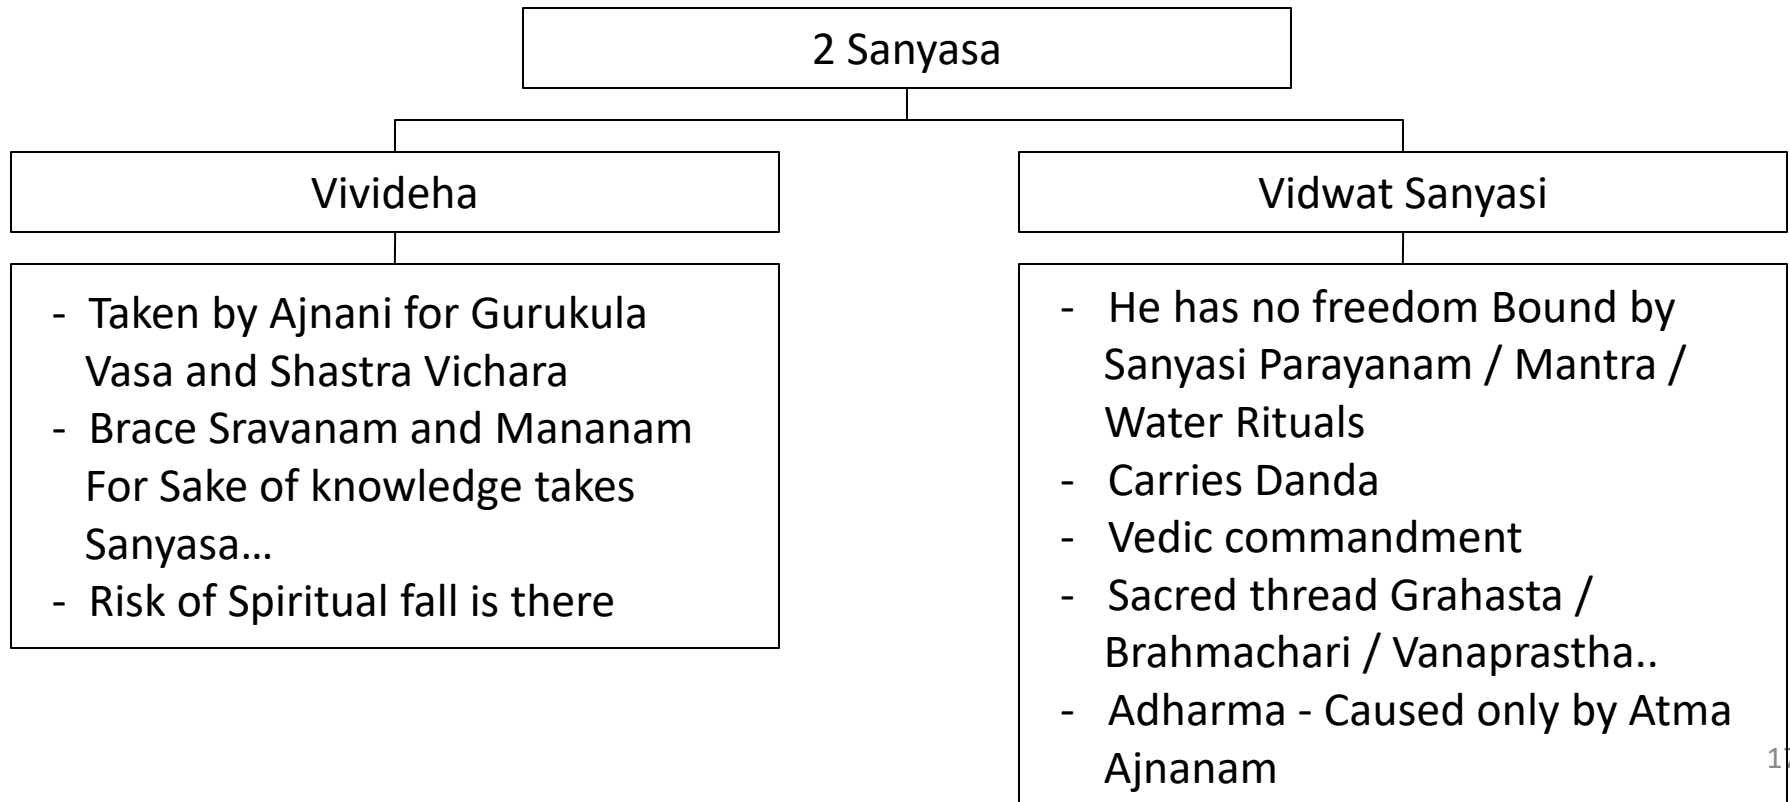 2 Sanyasa
Vivideha
- Taken by Ajnani for Gurukula
Vasa and Shastra Vichara
- Brace Sravanam and Mananam
For Sake of knowledge takes
Sanyasa…
- Risk of Spiritual fall is there
Vidwat Sanyasi
- He has no freedom Bound by
Sanyasi Parayanam / Mantra /
Water Rituals
- Carries Danda
- Vedic commandment
- Sacred thread Grahasta /
Brahmachari / Vanaprastha..
- Adharma - Caused only by Atma
Ajnanam